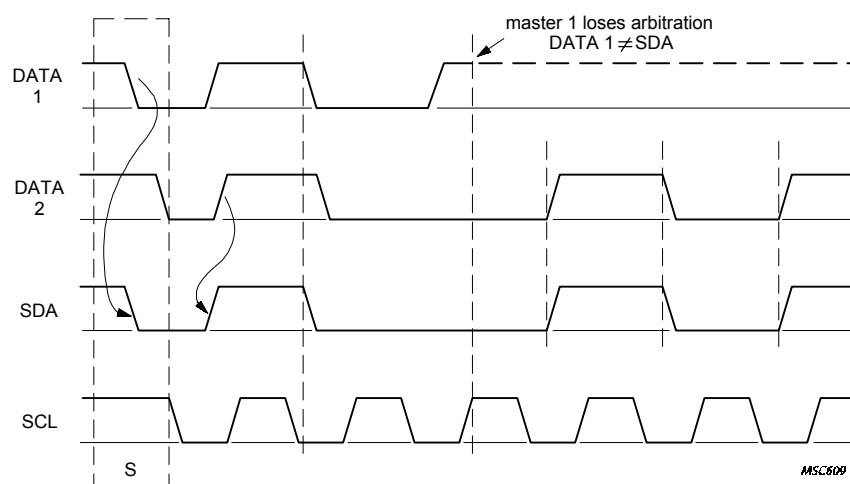 master 1 loses arbitration
DATA 1 ≠ SDA
DATA
1
DATA
2
SDA
SCL
S
MSC609